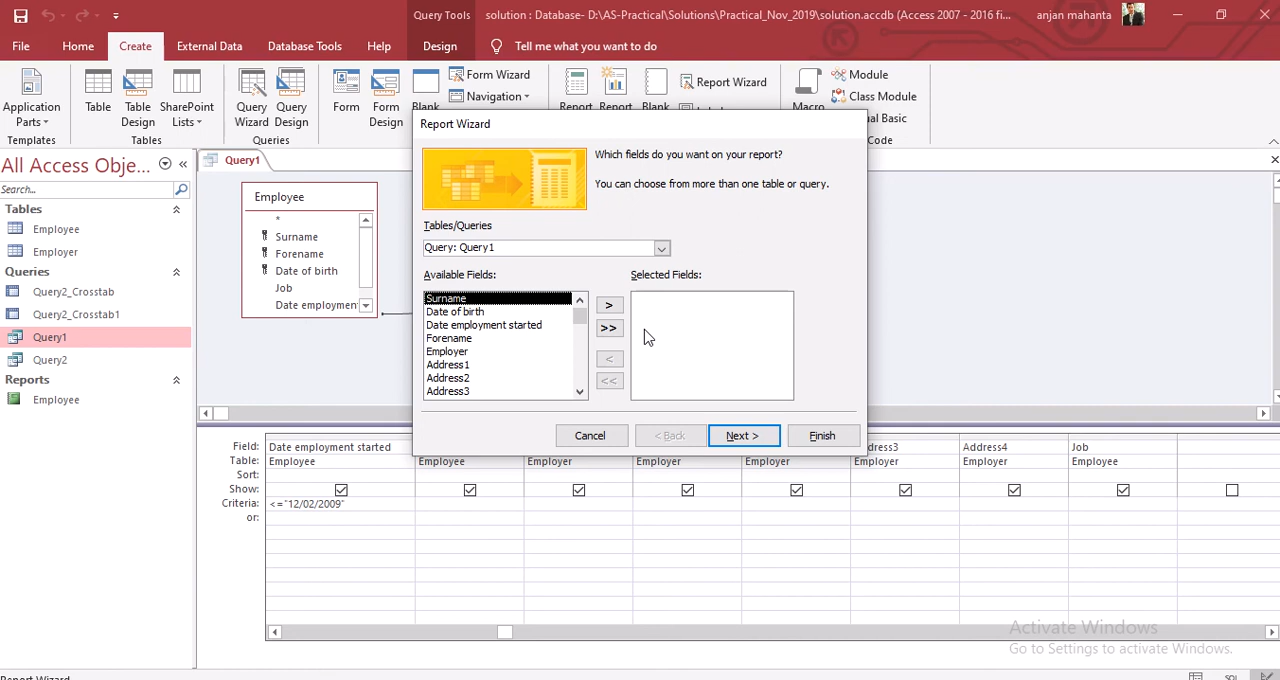 Query Tools
solution : Database- D:\AS-Practical\Solutions\Practical_Nov_2019\solution.accdb (Access 2007 - 2016 fi...
anjan mahanta
File Home Create External Data Database Tools Help Design Tell me what you want to do
Application Parts
Templates
Table
Table Design
SharePoint Lists
Tables
Query Wizard
Query Design
Queries
Form
Form Design
Blank
Form Wizard
Navigation
Report
Report
Blank
Report Wizard
Macro
Module
Class Module
al Basic
Code
All Access Obje...
Search...
Tables
Employee
Employer
Queries
Query2_Crosstab
Query2_Crosstab1
Query1
Query2
Reports
Employee
Query1
Employee
*
Surname
Forename
Date of birth
Job
Date employmen
Report Wizard
Which fields do you want on your report?
You can choose from more than one table or query.
Tables/Queries
Query: Query1
Available Fields:
Selected Fields:
Surname
Date of birth
Date employment started
Forename
Employer
Address1
Address2
Address3
>
>>
<
<<
Cancel
< Back
Next >
Finish
Field: Date employment started dress3 Address4 Job
Table: Employee Employee Employer Employer Employer Employer Employer Employee
Sort:
Show:
Criteria: <="12/02/2009"
or:
Activate Windows
Go to Settings to activate Windows.
Report Wizard
SQL